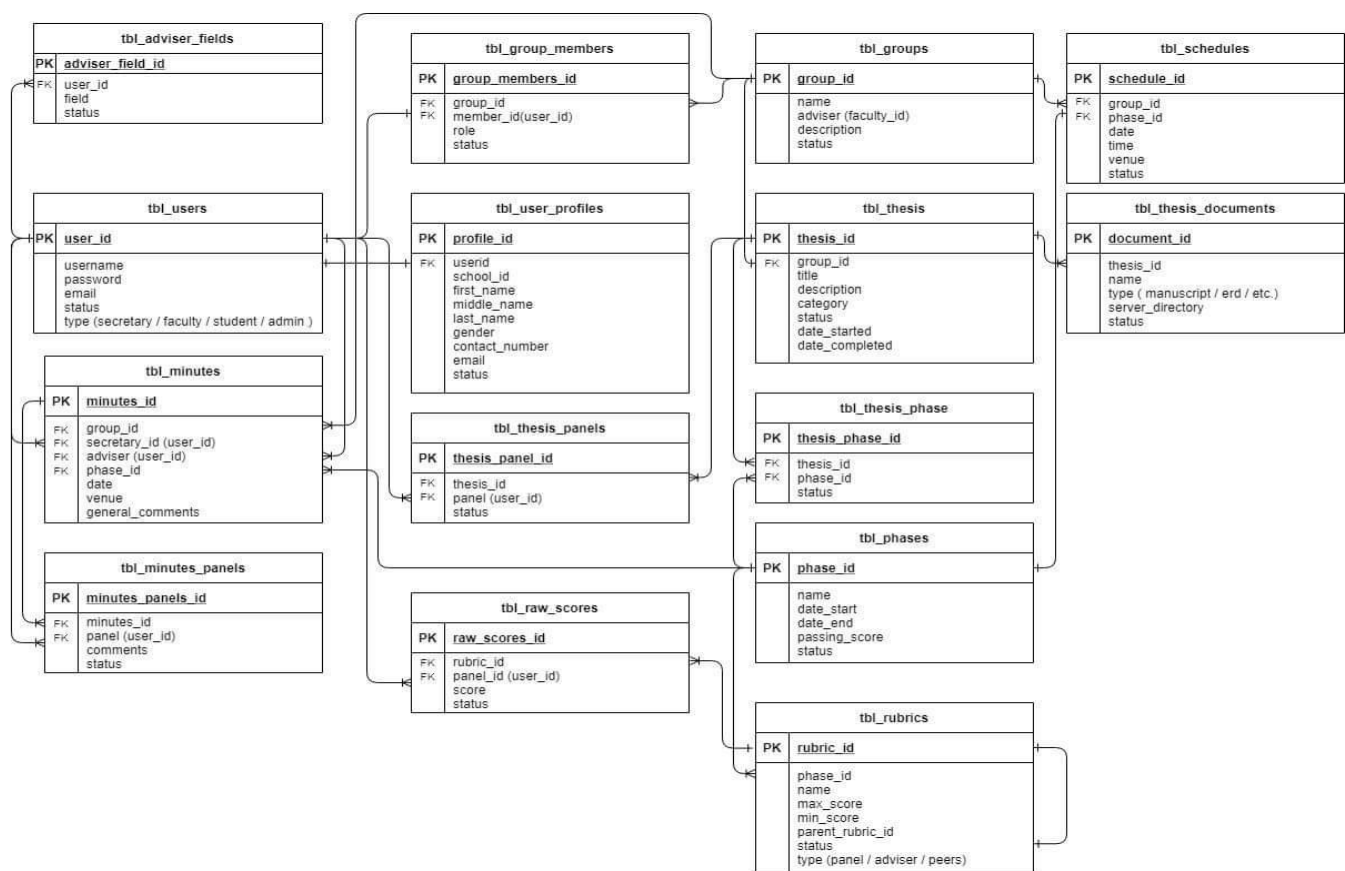 tbl_adviser_fields
PK adviser_field_id
FK user_id
field
status
tbl_users
PK user_id
username
password
email
status
type (secretary / faculty / student / admin )
tbl_minutes
PK minutes_id
FK group_id
FK secretary_id (user_id)
FK adviser (user_id)
FK phase_id
date
venue
general_comments
tbl_minutes_panels
PK minutes_panels_id
FK minutes_id
FK panel (user_id)
comments
status
tbl_group_members
PK group_members_id
FK group_id
FK member_id(user_id)
role
status
tbl_user_profiles
PK profile_id
FK userid
school_id
first_name
middle_name
last_name
gender
contact_number
email
status
tbl_thesis_panels
PK thesis_panel_id
FK thesis_id
FK panel (user_id)
status
tbl_raw_scores
PK raw_scores_id
FK rubric_id
FK panel_id (user_id)
score
status
tbl_groups
PK group_id
name
adviser (faculty_id)
description
status
tbl_thesis
PK thesis_id
FK group_id
title
description
category
status
date_started
date_completed
tbl_thesis_phase
PK thesis_phase_id
FK thesis_id
FK phase_id
status
tbl_phases
PK phase_id
name
date_start
date_end
passing_score
status
tbl_rubrics
PK rubric_id
phase_id
name
max_score
min_score
parent_rubric_id
status
type (panel / adviser / peers)
tbl_schedules
PK schedule_id
FK group_id
FK phase_id
date
time
venue
status
tbl_thesis_documents
PK document_id
thesis_id
name
type ( manuscript / erd / etc.)
server_directory
status